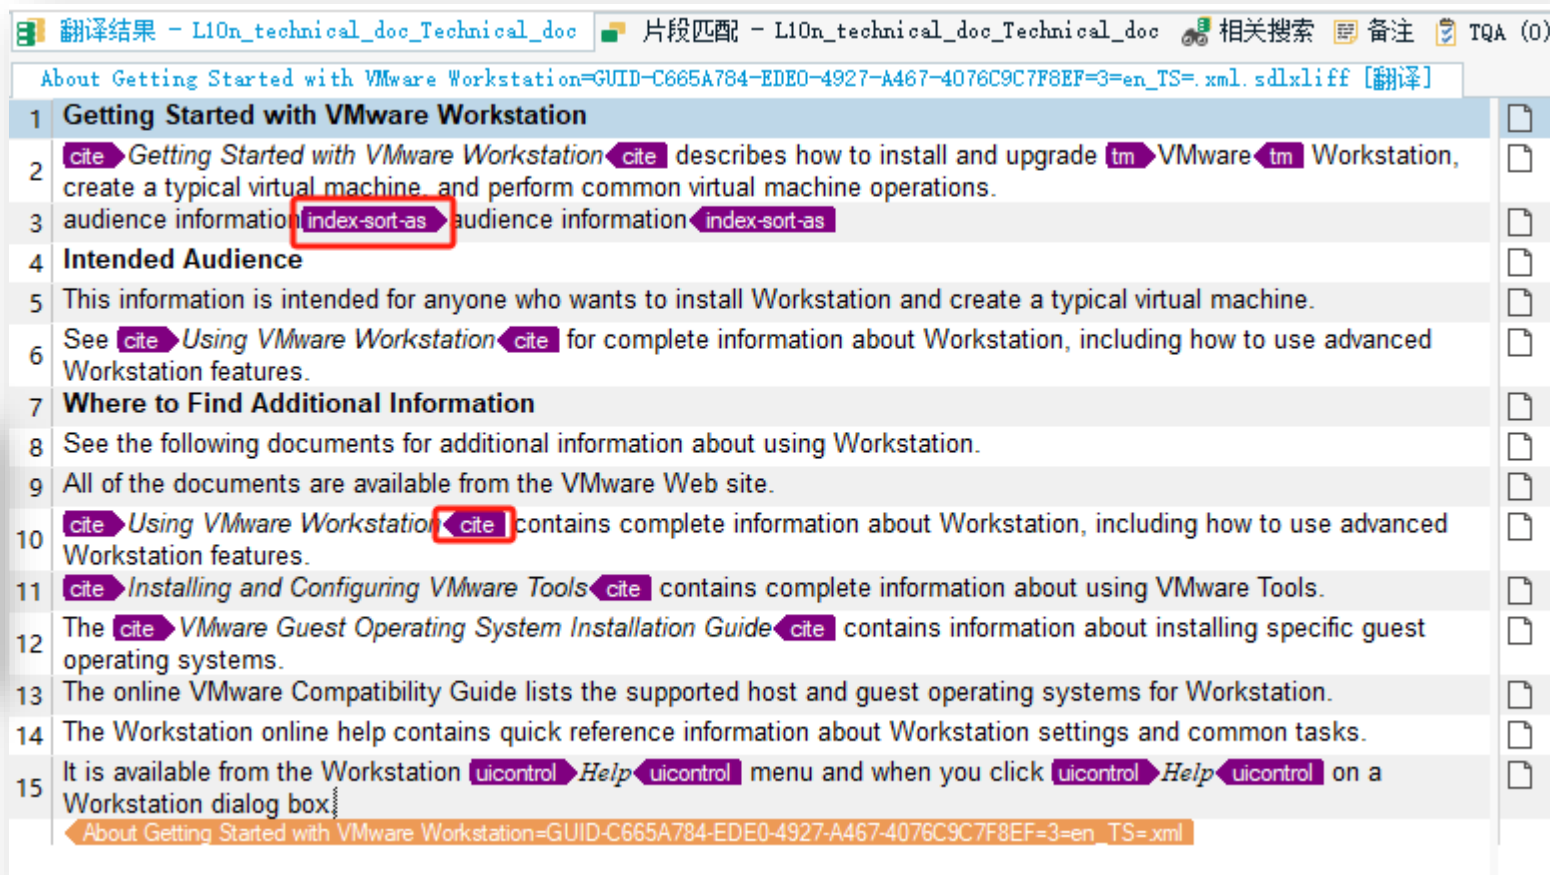 翻译结果 - L10n_technical_doc_Technical_doc 片段匹配 - L10n_technical_doc_Technical_doc 相关搜索 备注 TQA (0)
About Getting Started with VMware Workstation=GUID-C665A784-EDE0-4927-A467-4076C9C7F8EF=3=en_TS=.xml.sdlxliff [翻译]
1 Getting Started with VMware Workstation
2 cite Getting Started with VMware Workstation cite describes how to install and upgrade tm VMware tm Workstation,
create a typical virtual machine, and perform common virtual machine operations.
3 audience information index-sort-as audience information index-sort-as
4 Intended Audience
5 This information is intended for anyone who wants to install Workstation and create a typical virtual machine.
6 See cite Using VMware Workstation cite for complete information about Workstation, including how to use advanced
Workstation features.
7 Where to Find Additional Information
8 See the following documents for additional information about using Workstation.
9 All of the documents are available from the VMware Web site.
10 cite Using VMware Workstation cite contains complete information about Workstation, including how to use advanced
Workstation features.
11 cite Installing and Configuring VMware Tools cite contains complete information about using VMware Tools.
12 The cite VMware Guest Operating System Installation Guide cite contains information about installing specific guest
operating systems.
13 The online VMware Compatibility Guide lists the supported host and guest operating systems for Workstation.
14 The Workstation online help contains quick reference information about Workstation settings and common tasks.
15 It is available from the Workstation uicontrol Help uicontrol menu and when you click uicontrol Help uicontrol on a
Workstation dialog box.
About Getting Started with VMware Workstation=GUID-C665A784-EDE0-4927-A467-4076C9C7F8EF=3=en_TS=.xml